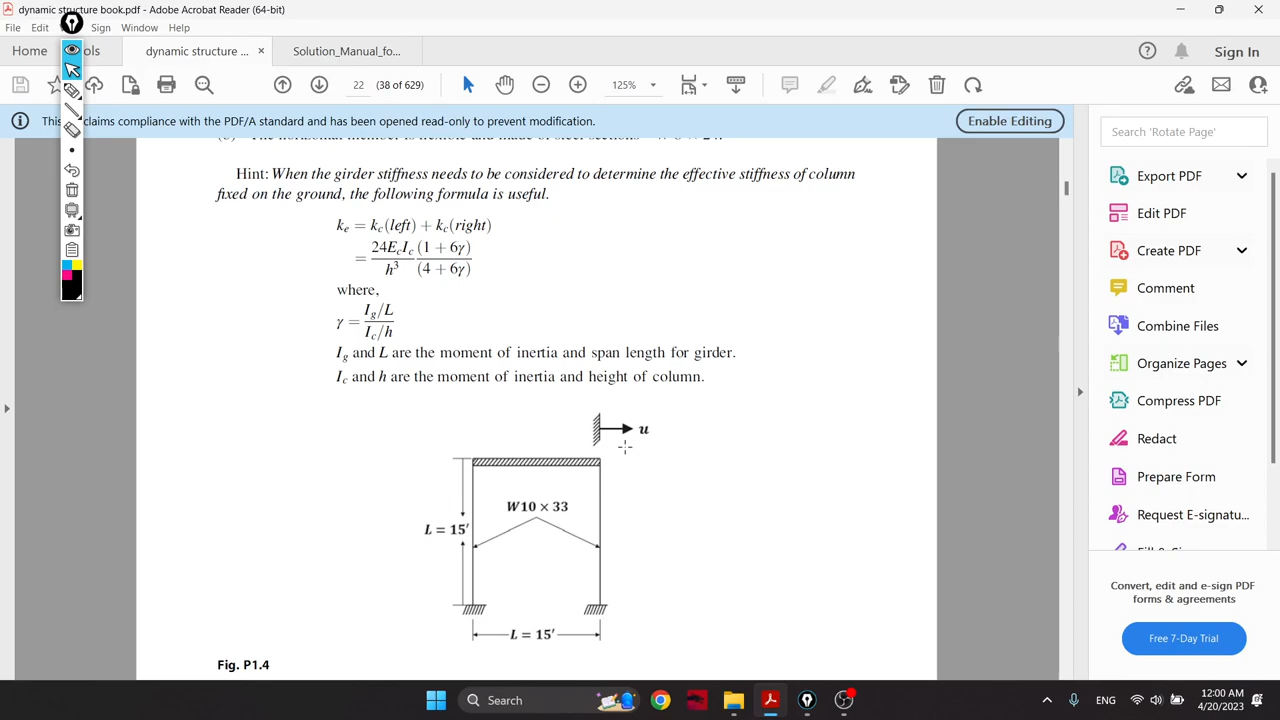 dynamic structure book.pdf - Adobe Acrobat Reader (64-bit)
File Edit Sign Window Help
Home ols dynamic structure ... × Solution_Manual_fo... Sign In
22 (38 of 629) 125%
This claims compliance with the PDF/A standard and has been opened read-only to prevent modification. Enable Editing
Hint: When the girder stiffness needs to be considered to determine the effective stiffness of column
fixed on the ground, the following formula is useful.
kₑ = k_c(left) + k_c(right)
= 24E_cI_c/h³ (1 + 6γ)/(4 + 6γ)
where,
γ = (I_g/L)/(I_c/h)
I_g and L are the moment of inertia and span length for girder.
I_c and h are the moment of inertia and height of column.
u
W10 × 33
L = 15′
L = 15′
Fig. P1.4
Search 'Rotate Page'
Export PDF
Edit PDF
Create PDF
Comment
Combine Files
Organize Pages
Compress PDF
Redact
Prepare Form
Request E-signatu...
Convert, edit and e-sign PDF
forms & agreements
Free 7-Day Trial
Search
ENG
12:00 AM
4/20/2023